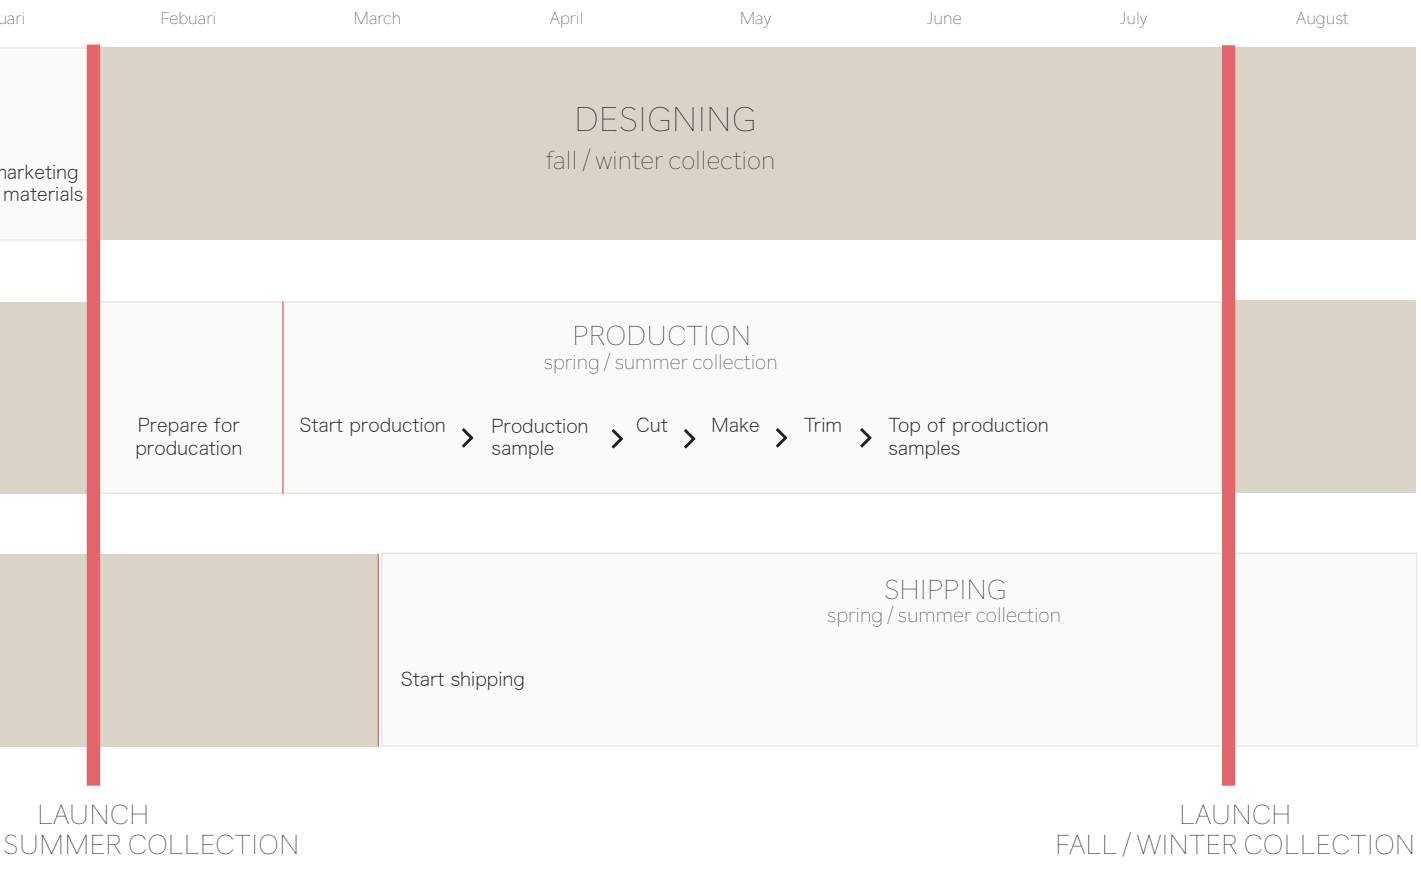 uari Febuari March April May June July August
DESIGNING
fall / winter collection
marketing
materials
PRODUCTION
spring / summer collection
Prepare for
producation
Start production
Production
sample
Cut
Make
Trim
Top of production
samples
SHIPPING
spring / summer collection
Start shipping
LAUNCH
SUMMER COLLECTION
LAUNCH
FALL / WINTER COLLECTION